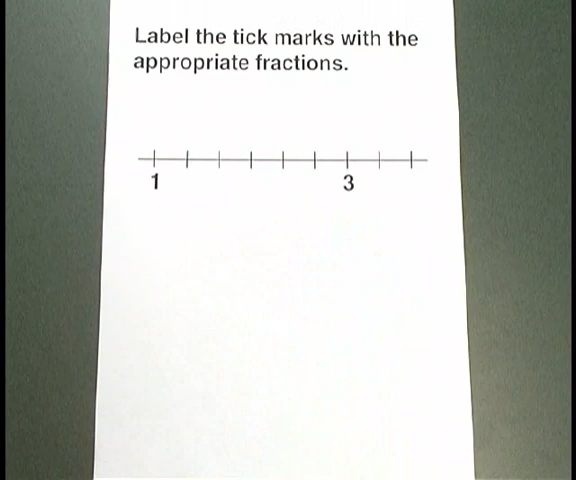 Label the tick marks with the
appropriate fractions.
1 3